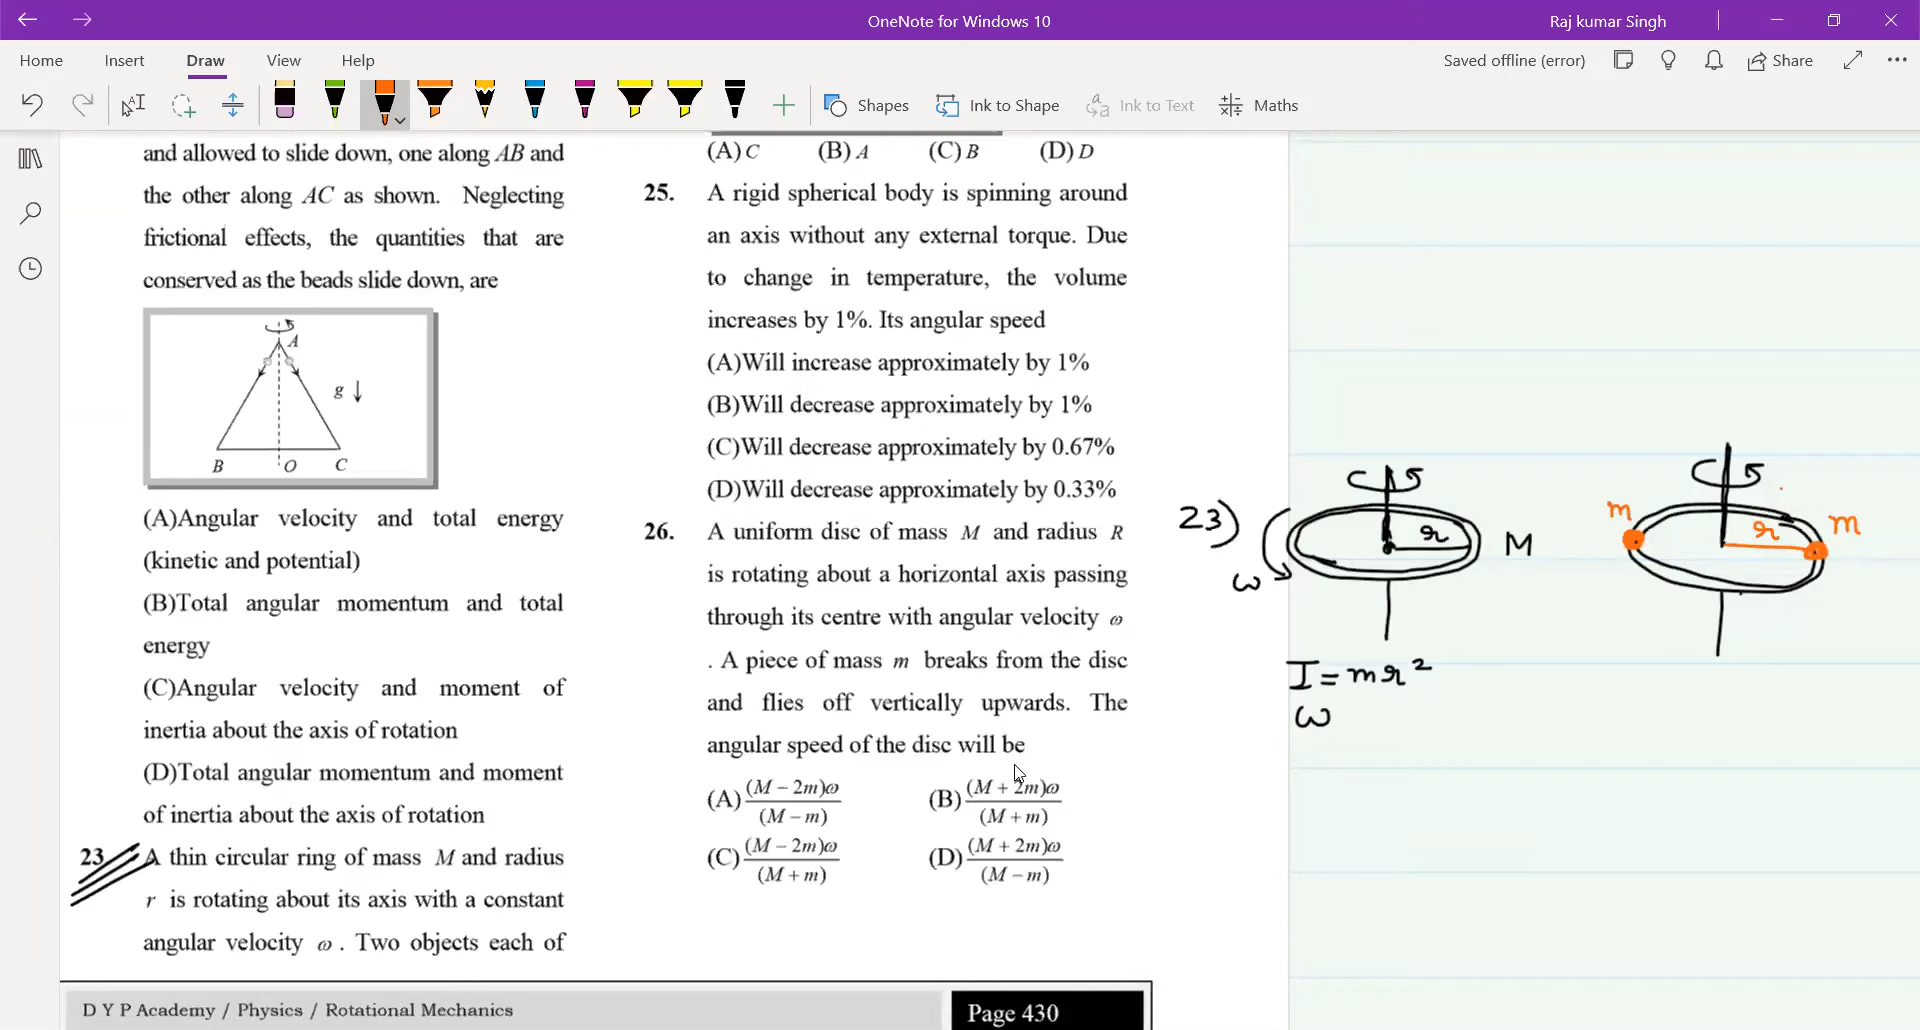 OneNote for Windows 10
Raj kumar Singh
Home Insert Draw View Help
Saved offline (error)
Share
Shapes
Ink to Shape
Ink to Text
Maths
and allowed to slide down, one along AB and
the other along AC as shown. Neglecting
frictional effects, the quantities that are
conserved as the beads slide down, are
A
g ↓
B O C
(A)Angular velocity and total energy
(kinetic and potential)
(B)Total angular momentum and total
energy
(C)Angular velocity and moment of
inertia about the axis of rotation
(D)Total angular momentum and moment
of inertia about the axis of rotation
23 A thin circular ring of mass M and radius
r is rotating about its axis with a constant
angular velocity ω . Two objects each of
(A) C (B) A (C) B (D) D
25. A rigid spherical body is spinning around
an axis without any external torque. Due
to change in temperature, the volume
increases by 1%. Its angular speed
(A)Will increase approximately by 1%
(B)Will decrease approximately by 1%
(C)Will decrease approximately by 0.67%
(D)Will decrease approximately by 0.33%
26. A uniform disc of mass M and radius R
is rotating about a horizontal axis passing
through its centre with angular velocity ω
. A piece of mass m breaks from the disc
and flies off vertically upwards. The
angular speed of the disc will be
(A) (M − 2m)ω / (M − m) (B) (M + 2m)ω / (M + m)
(C) (M − 2m)ω / (M + m) (D) (M + 2m)ω / (M − m)
23)
ω
r
M
m
r
m
I = mr²
ω
D Y P Academy / Physics / Rotational Mechanics
Page 430